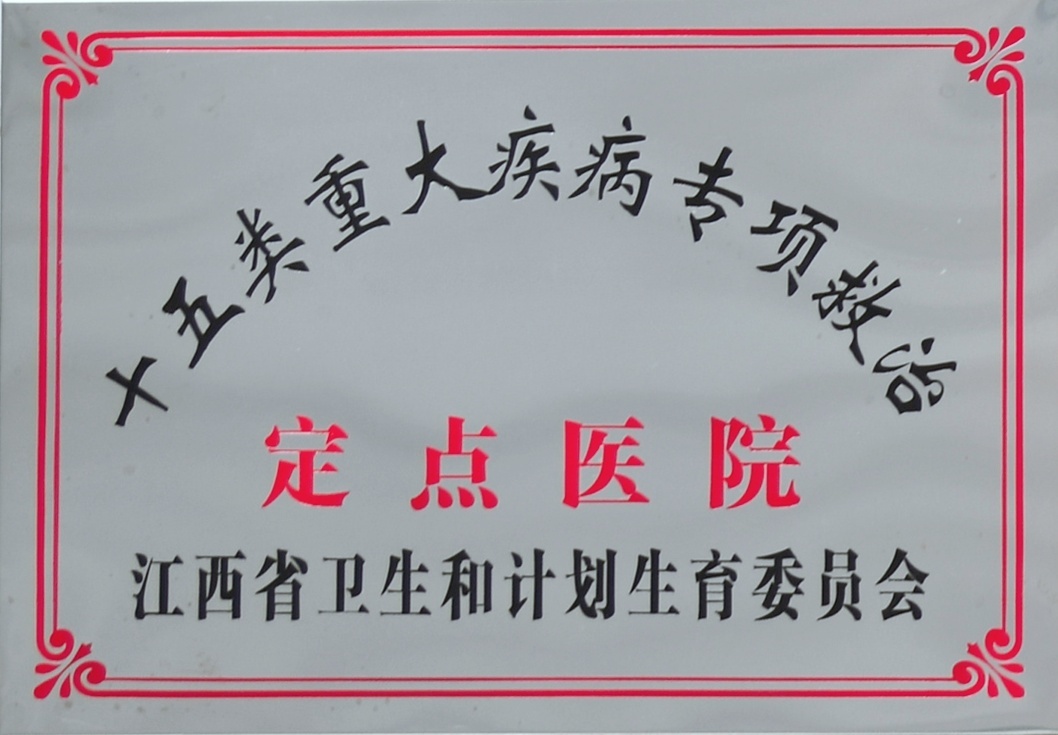 十五类重大疾病专项救治
定点医院
江西省卫生和计划生育委员会